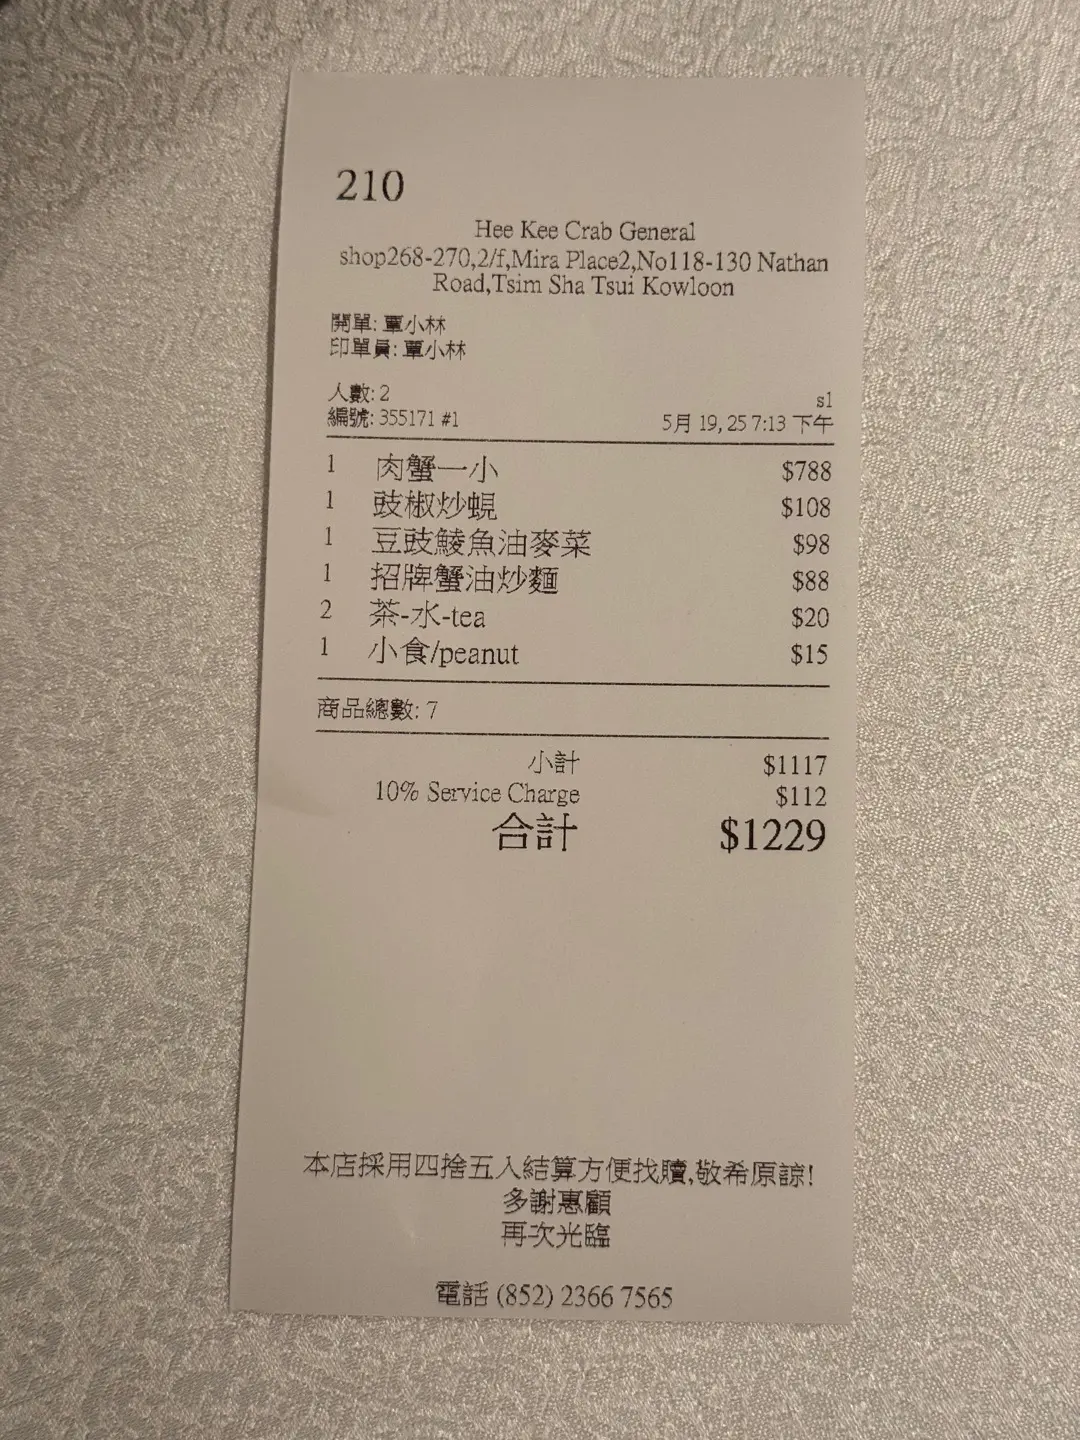 210
Hee Kee Crab General
shop268-270,2/f,Mira Place2,No118-130 Nathan
Road,Tsim Sha Tsui Kowloon
開單: 覃小林
印單員: 覃小林
人數: 2
s1
編號: 355171 #1 5月 19, 25 7:13 下午
1 肉蟹一小 $788
1 豉椒炒蜆 $108
1 豆豉鯪魚油麥菜 $98
1 招牌蟹油炒麵 $88
2 茶-水-tea $20
1 小食/peanut $15
商品總數: 7
小計 $1117
10% Service Charge $112
合計 $1229
本店採用四捨五入結算方便找贖,敬希原諒!
多謝惠顧
再次光臨
電話 (852) 2366 7565